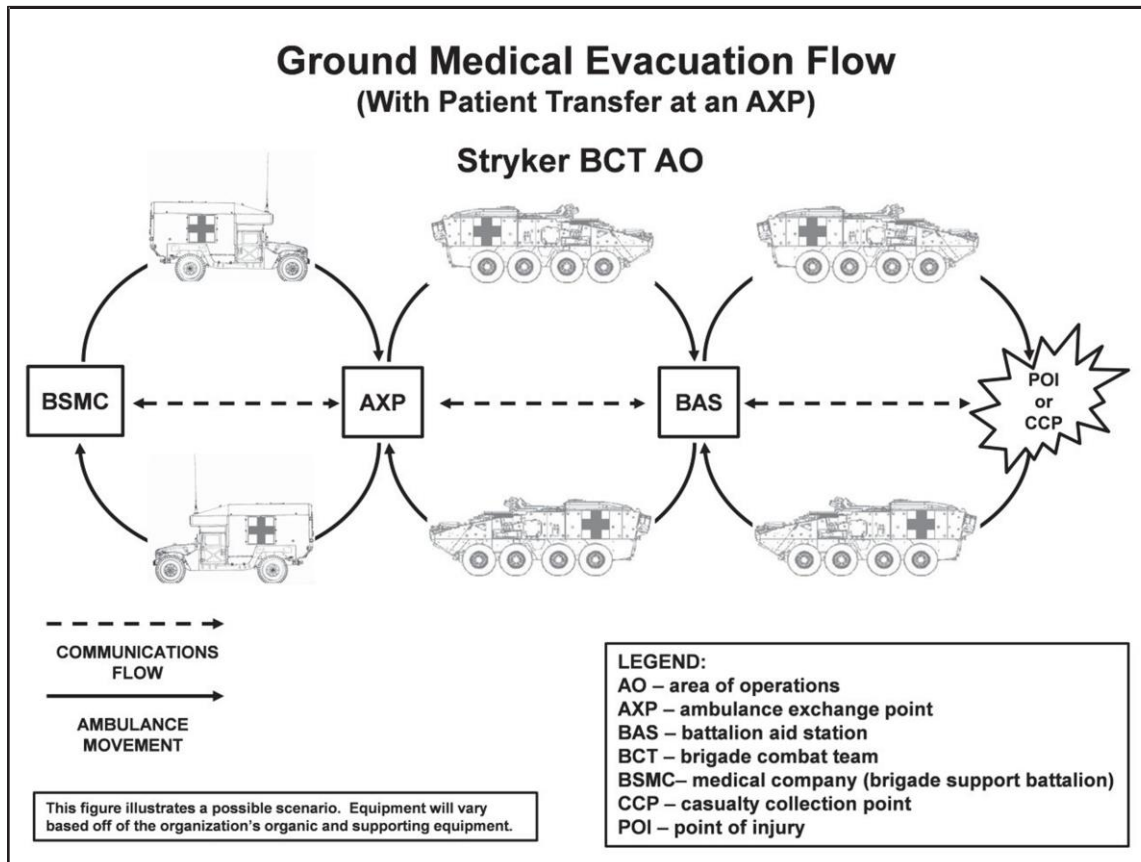 Ground Medical Evacuation Flow
(With Patient Transfer at an AXP)
Stryker BCT AO
BSMC
AXP
BAS
POI
or
CCP
COMMUNICATIONS
FLOW
AMBULANCE
MOVEMENT
This figure illustrates a possible scenario. Equipment will vary
based off of the organization's organic and supporting equipment.
LEGEND:
AO – area of operations
AXP – ambulance exchange point
BAS – battalion aid station
BCT – brigade combat team
BSMC– medical company (brigade support battalion)
CCP – casualty collection point
POI – point of injury